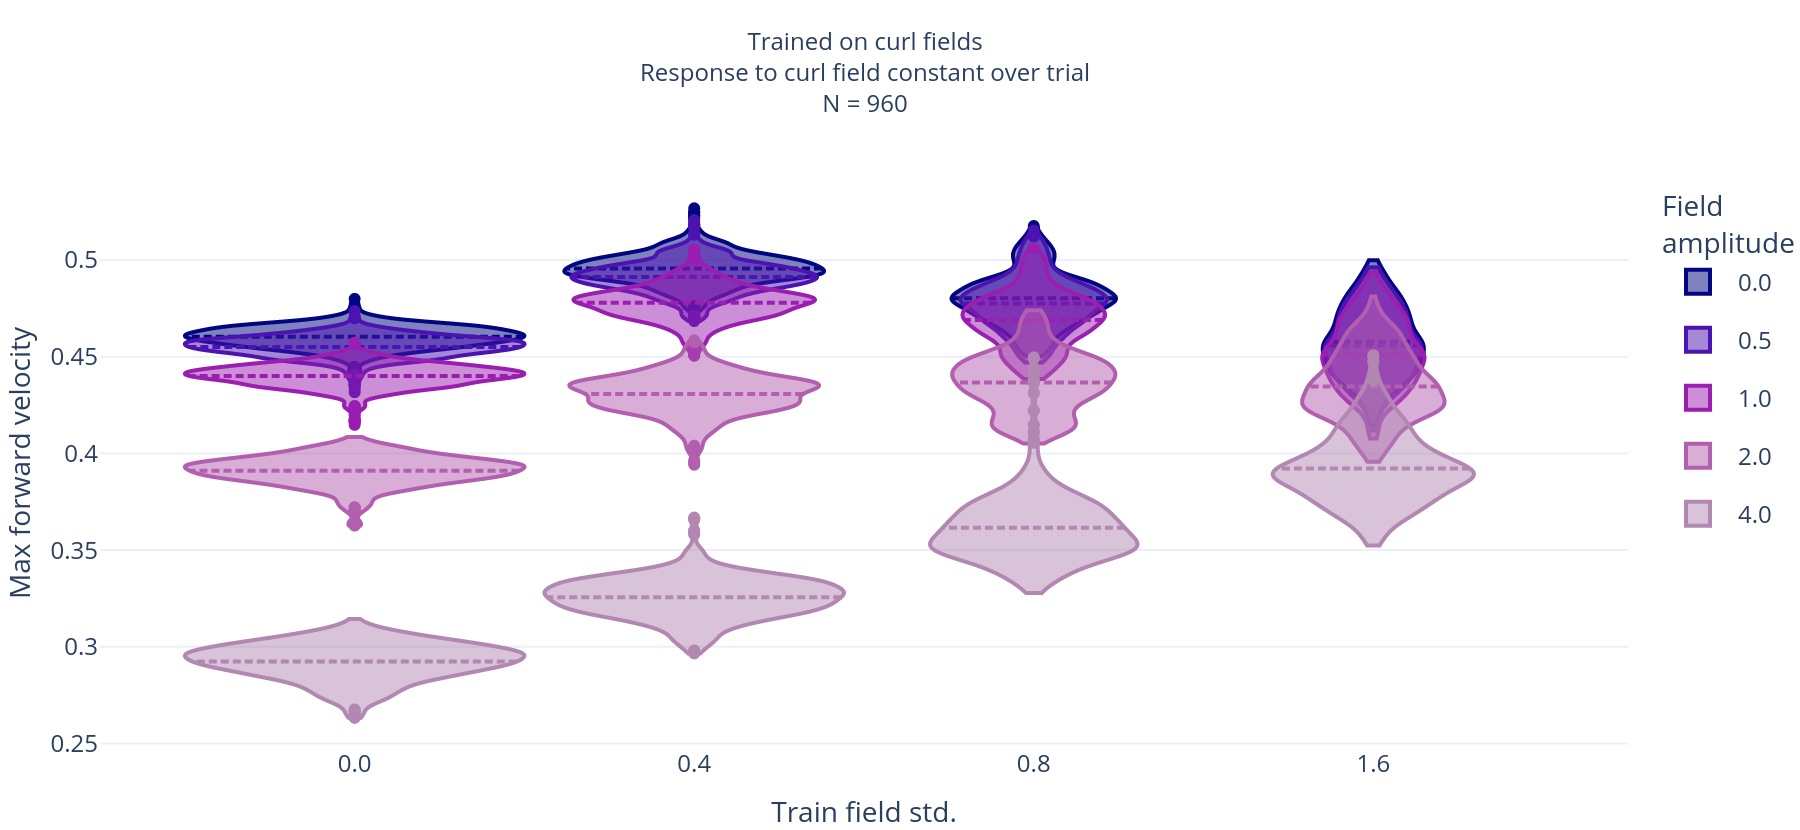 Trained on curl fields
Response to curl field constant over trial
N = 960
Max forward velocity
0.5
0.45
0.4
0.35
0.3
0.25
0.0
0.4
0.8
1.6
Train field std.
Field
amplitude
0.0
0.5
1.0
2.0
4.0